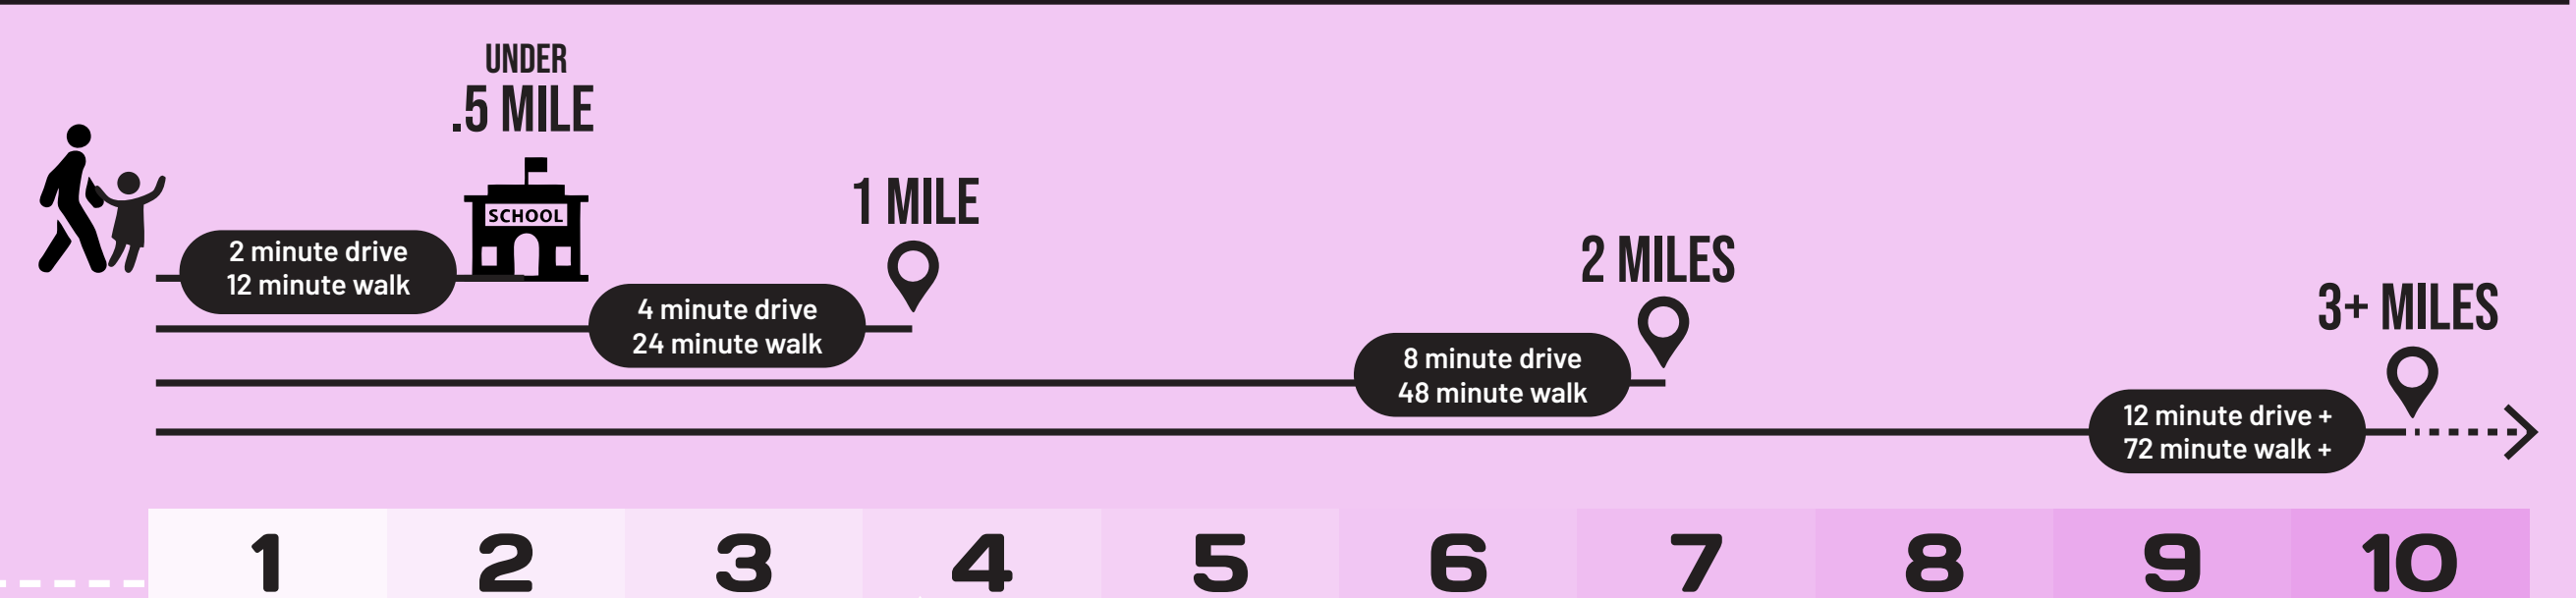 UNDER
.5 MILE
SCHOOL
2 minute drive
12 minute walk
1 MILE
4 minute drive
24 minute walk
2 MILES
8 minute drive
48 minute walk
3+ MILES
12 minute drive +
72 minute walk +
1 2 3 4 5 6 7 8 9 10